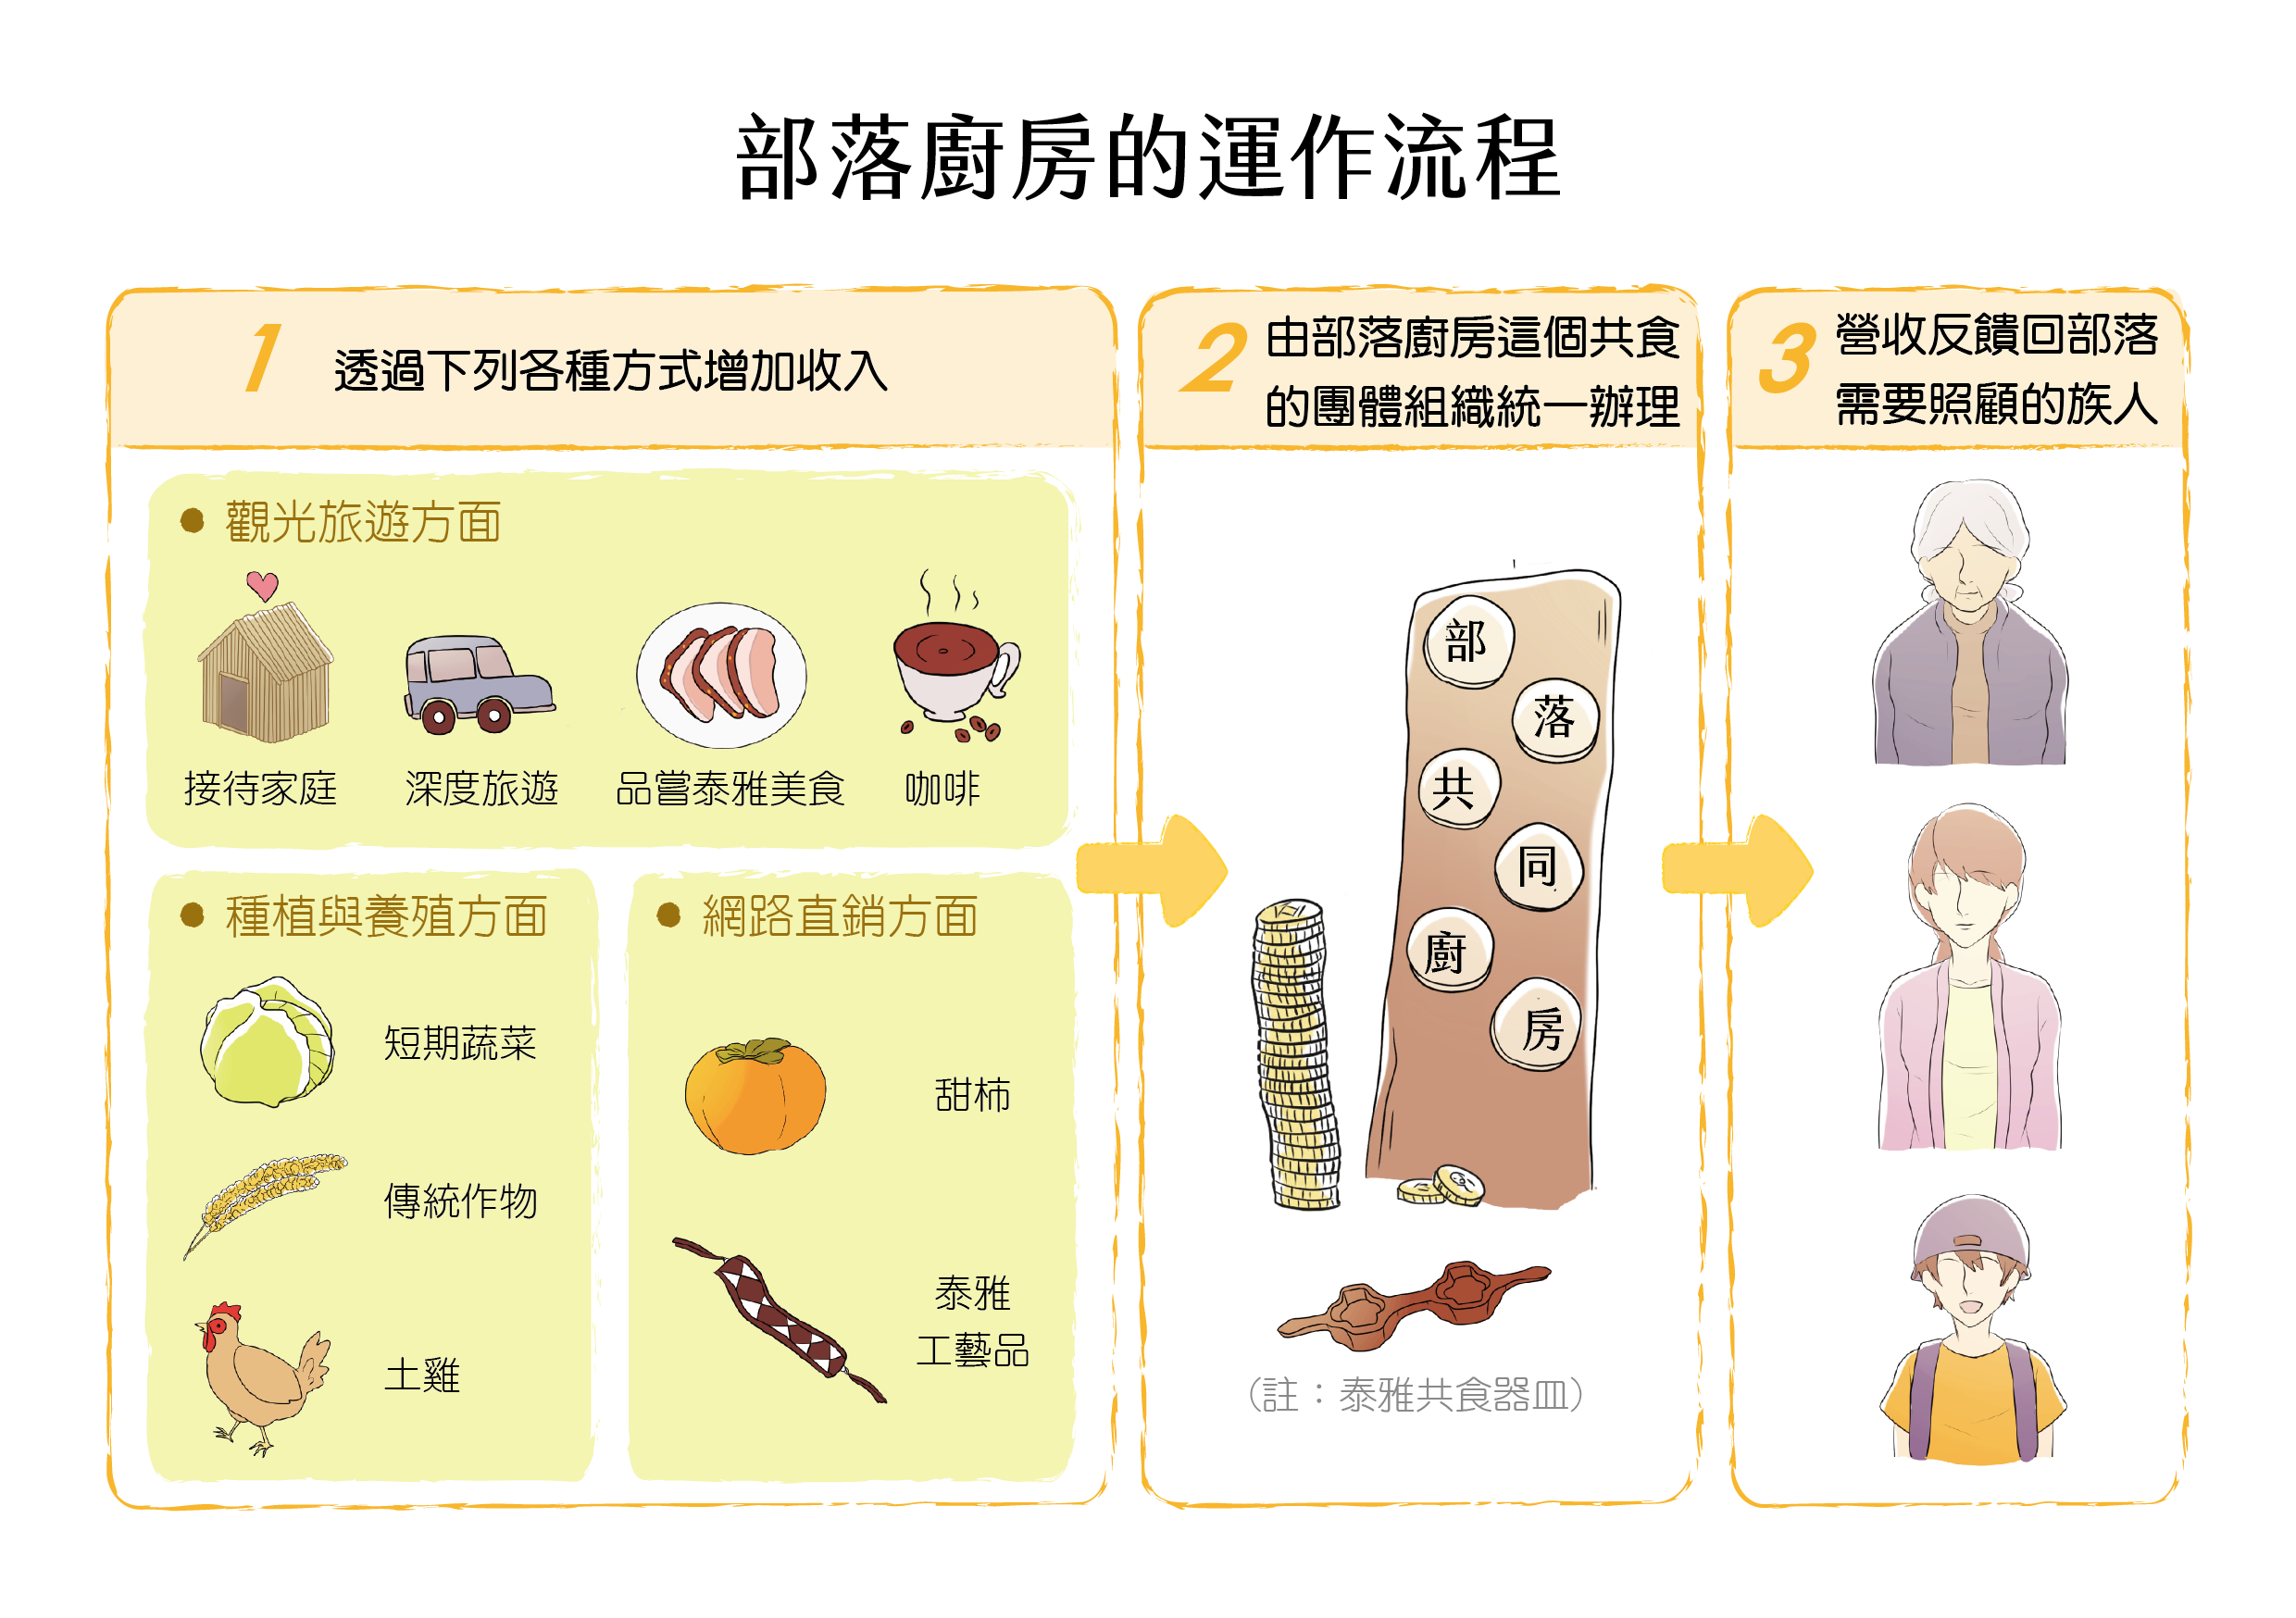 部落廚房的運作流程
1 透過下列各種方式增加收入
● 觀光旅遊方面
接待家庭
深度旅遊
品嘗泰雅美食
咖啡
● 種植與養殖方面
短期蔬菜
傳統作物
土雞
● 網路直銷方面
甜柿
泰雅
工藝品
2 由部落廚房這個共食
的團體組織統一辦理
部
落
共
同
廚
房
(註：泰雅共食器皿)
3 營收反饋回部落
需要照顧的族人